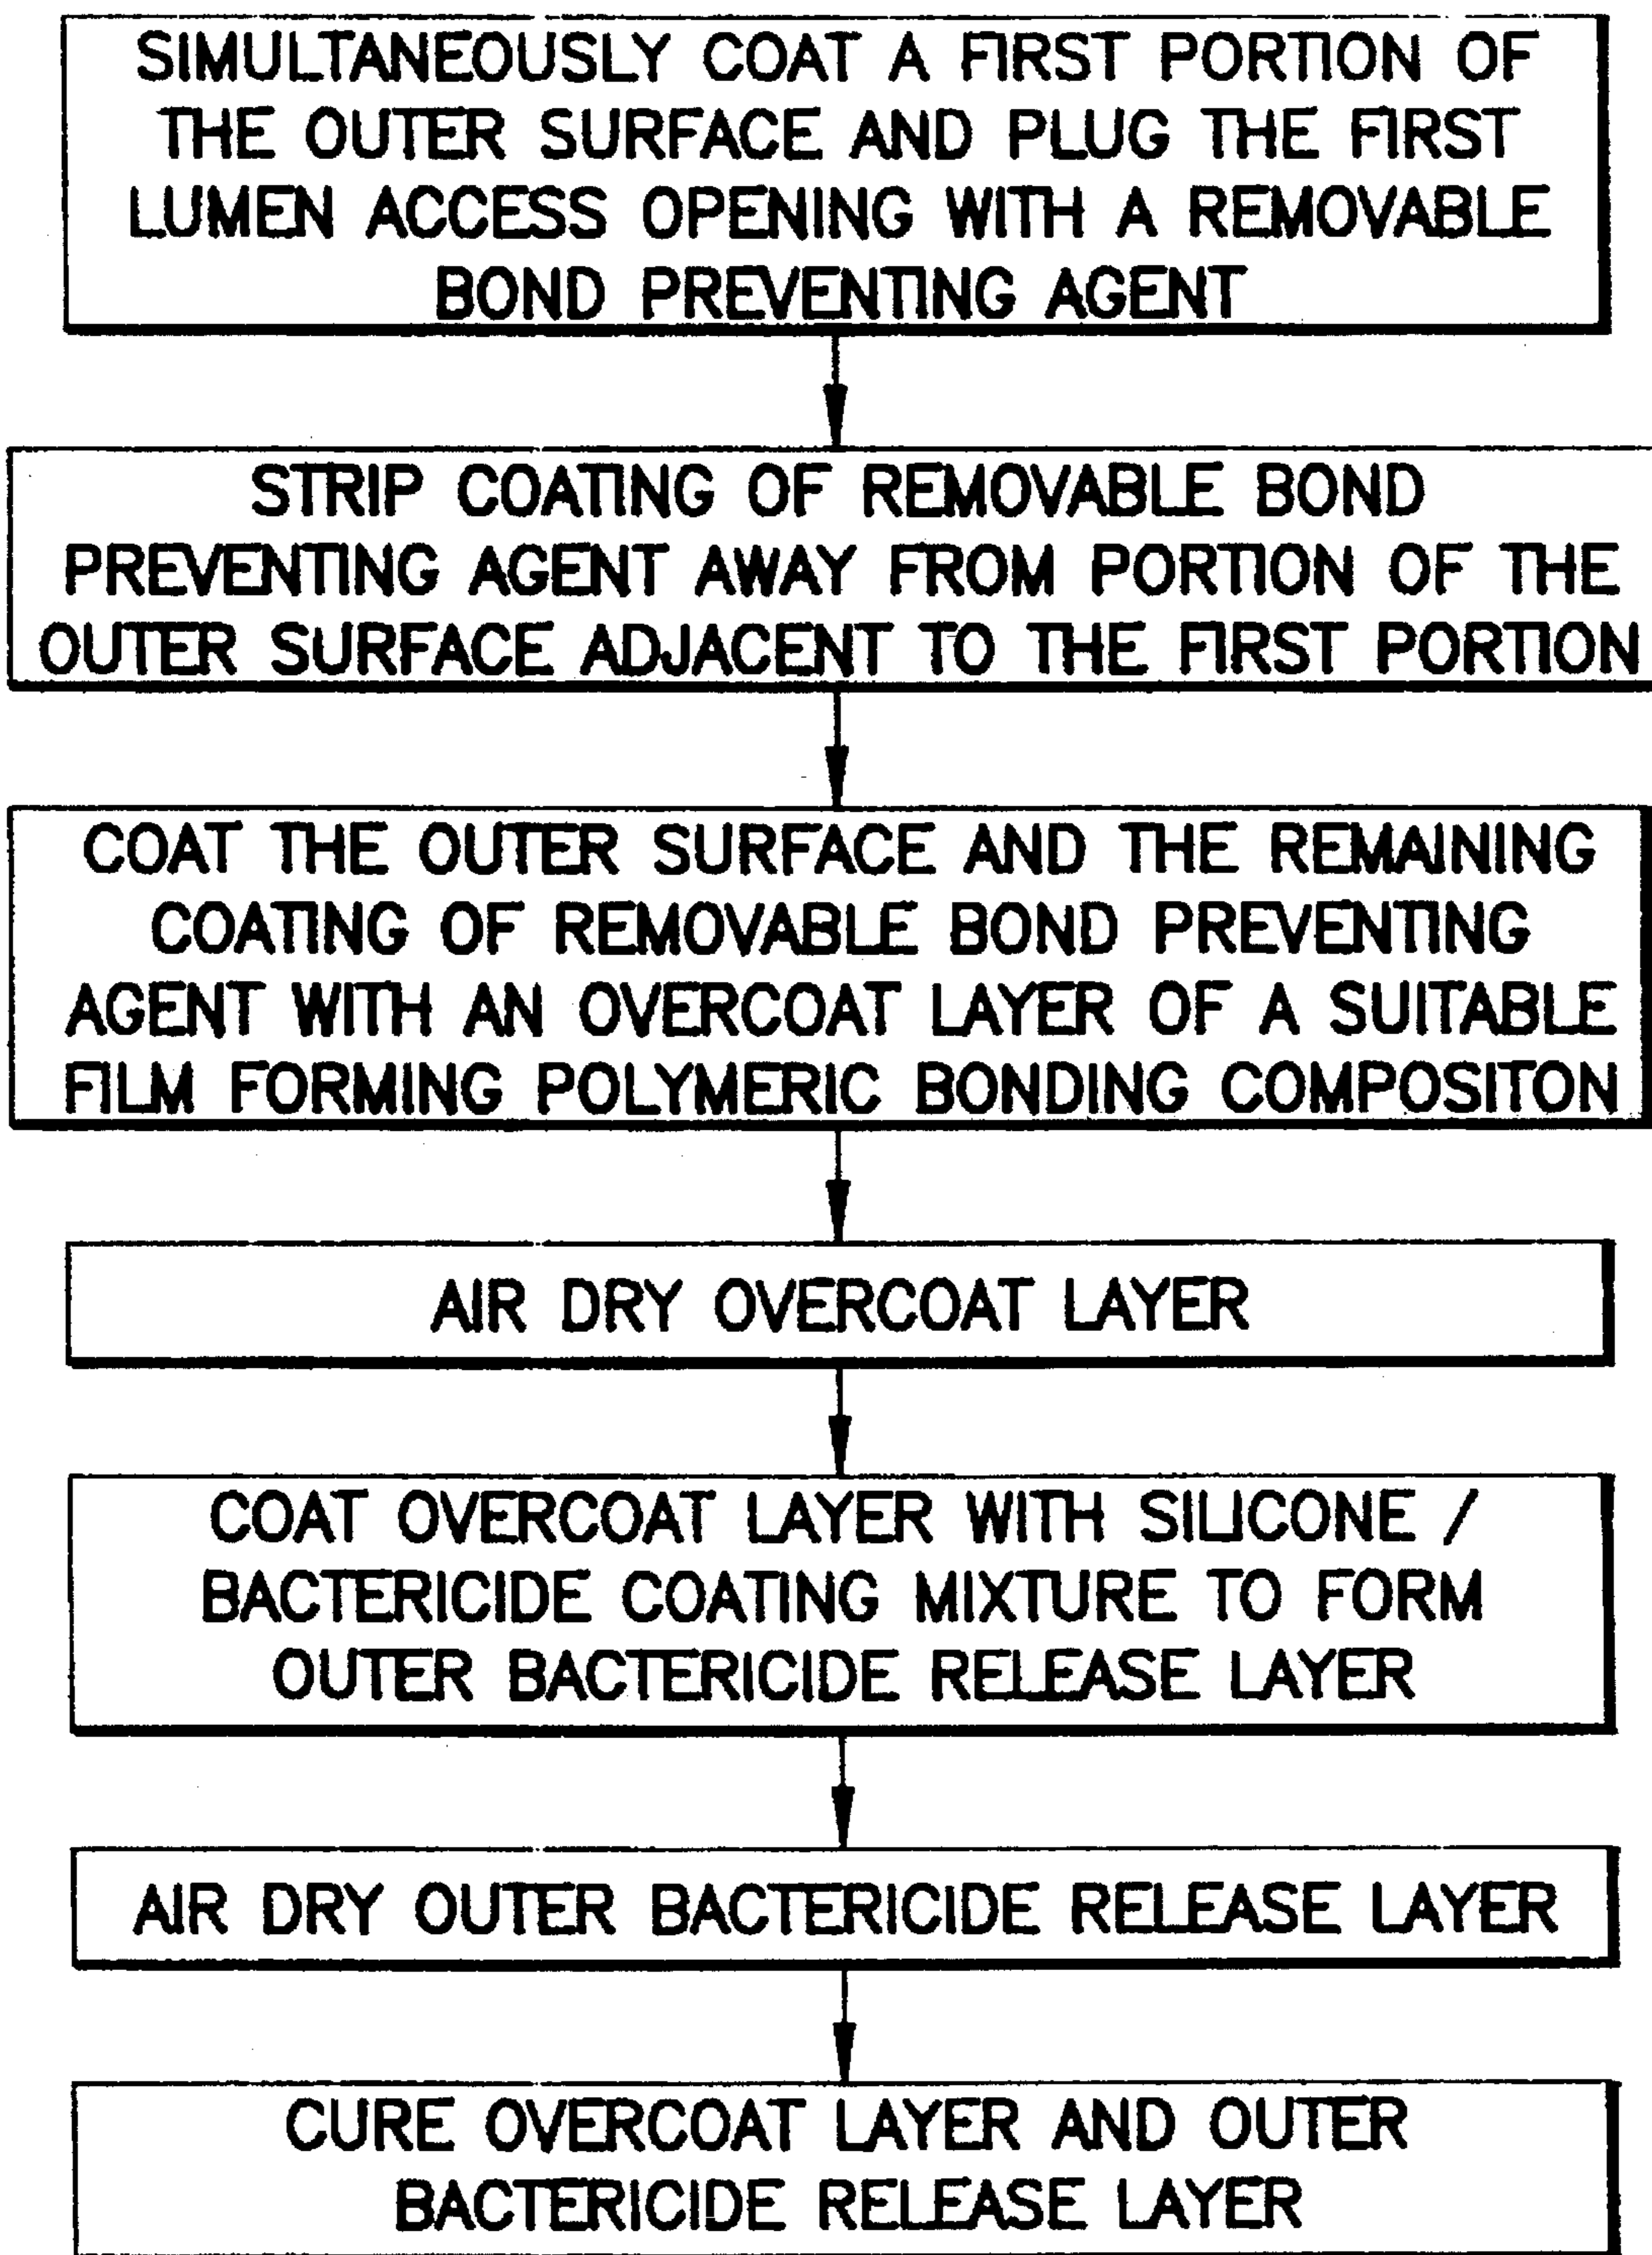 SIMULTANEOUSLY COAT A FIRST PORTION OF
THE OUTER SURFACE AND PLUG THE FIRST
LUMEN ACCESS OPENING WITH A REMOVABLE
BOND PREVENTING AGENT
STRIP COATING OF REMOVABLE BOND
PREVENTING AGENT AWAY FROM PORTION OF THE
OUTER SURFACE ADJACENT TO THE FIRST PORTION
COAT THE OUTER SURFACE AND THE REMAINING
COATING OF REMOVABLE BOND PREVENTING
AGENT WITH AN OVERCOAT LAYER OF A SUITABLE
FILM FORMING POLYMERIC BONDING COMPOSITON
AIR DRY OVERCOAT LAYER
COAT OVERCOAT LAYER WITH SILICONE /
BACTERICIDE COATING MIXTURE TO FORM
OUTER BACTERICIDE RELEASE LAYER
AIR DRY OUTER BACTERICIDE RELEASE LAYER
CURE OVERCOAT LAYER AND OUTER
BACTERICIDE RELEASE LAYER